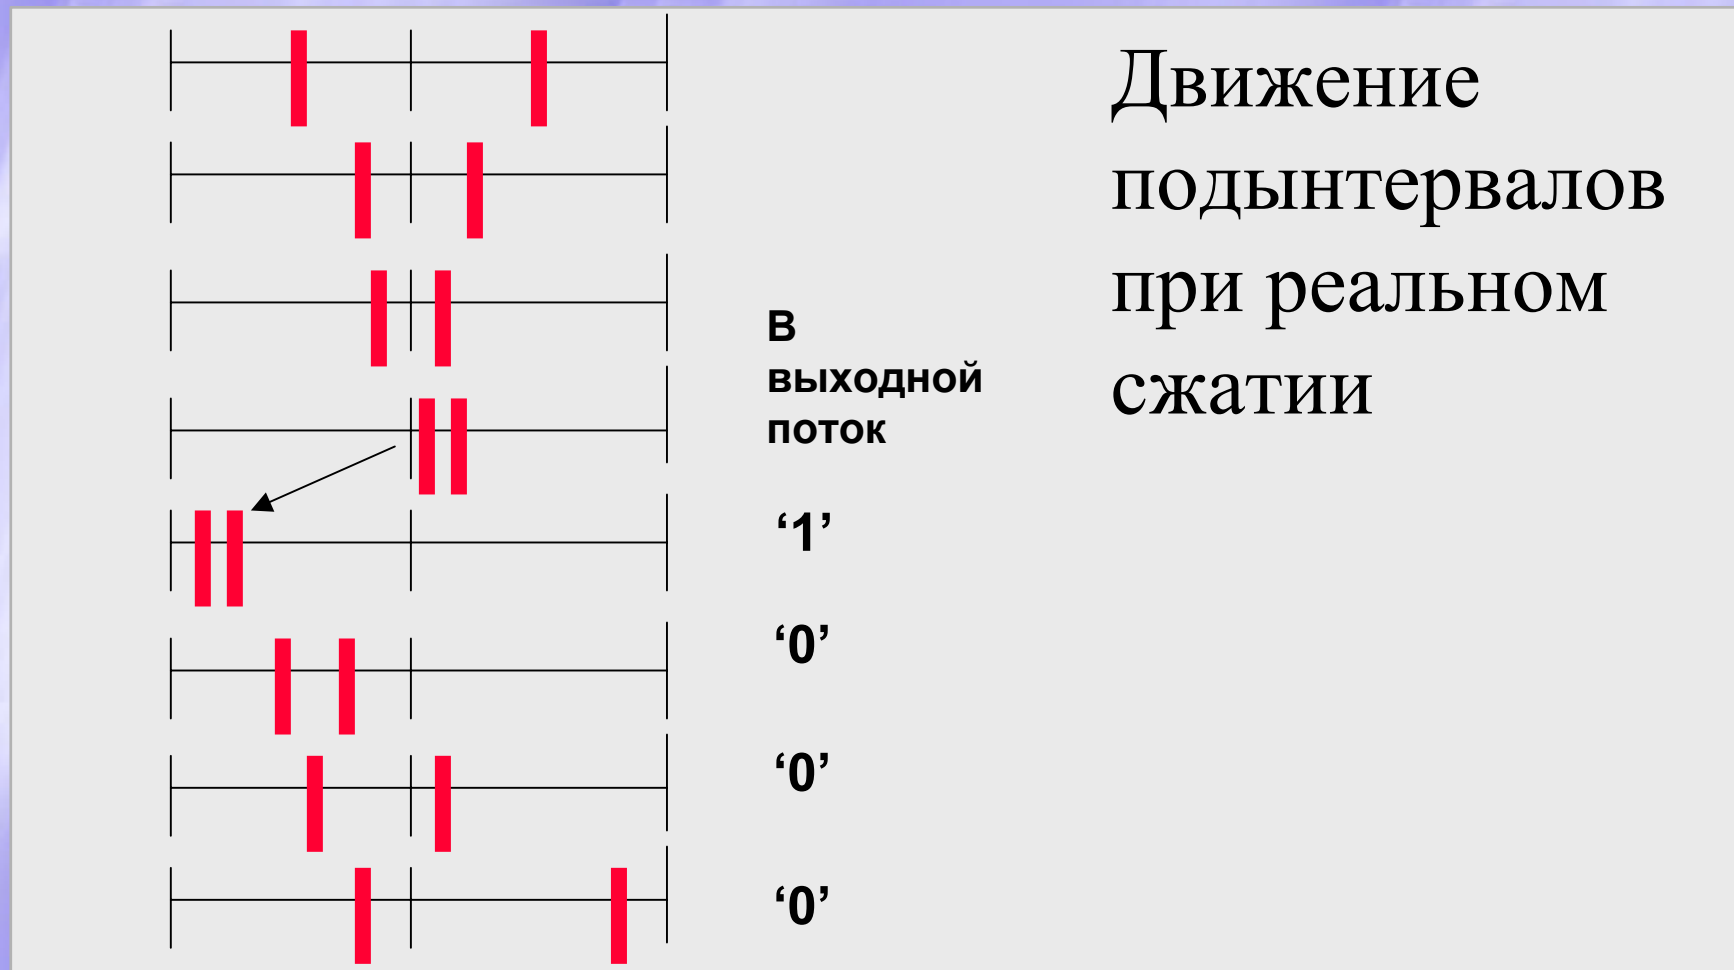 Движение
подынтервалов
при реальном
сжатии
В
выходной
поток
‘1’
‘0’
‘0’
‘0’